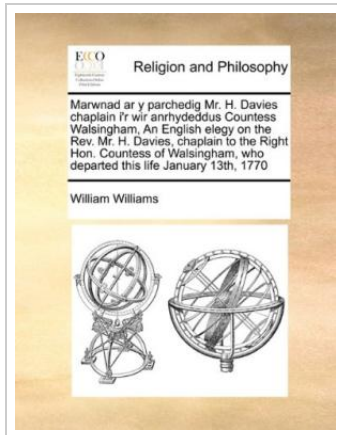 ECCO
Religion and Philosophy
Marwnad ar y parchedig Mr. H. Davies
chaplain i'r wir anrhydeddus Countess
Walsingham, An English elegy on the
Rev. Mr. H. Davies, chaplain to the Right
Hon. Countess of Walsingham, who
departed this life January 13th, 1770
William Williams